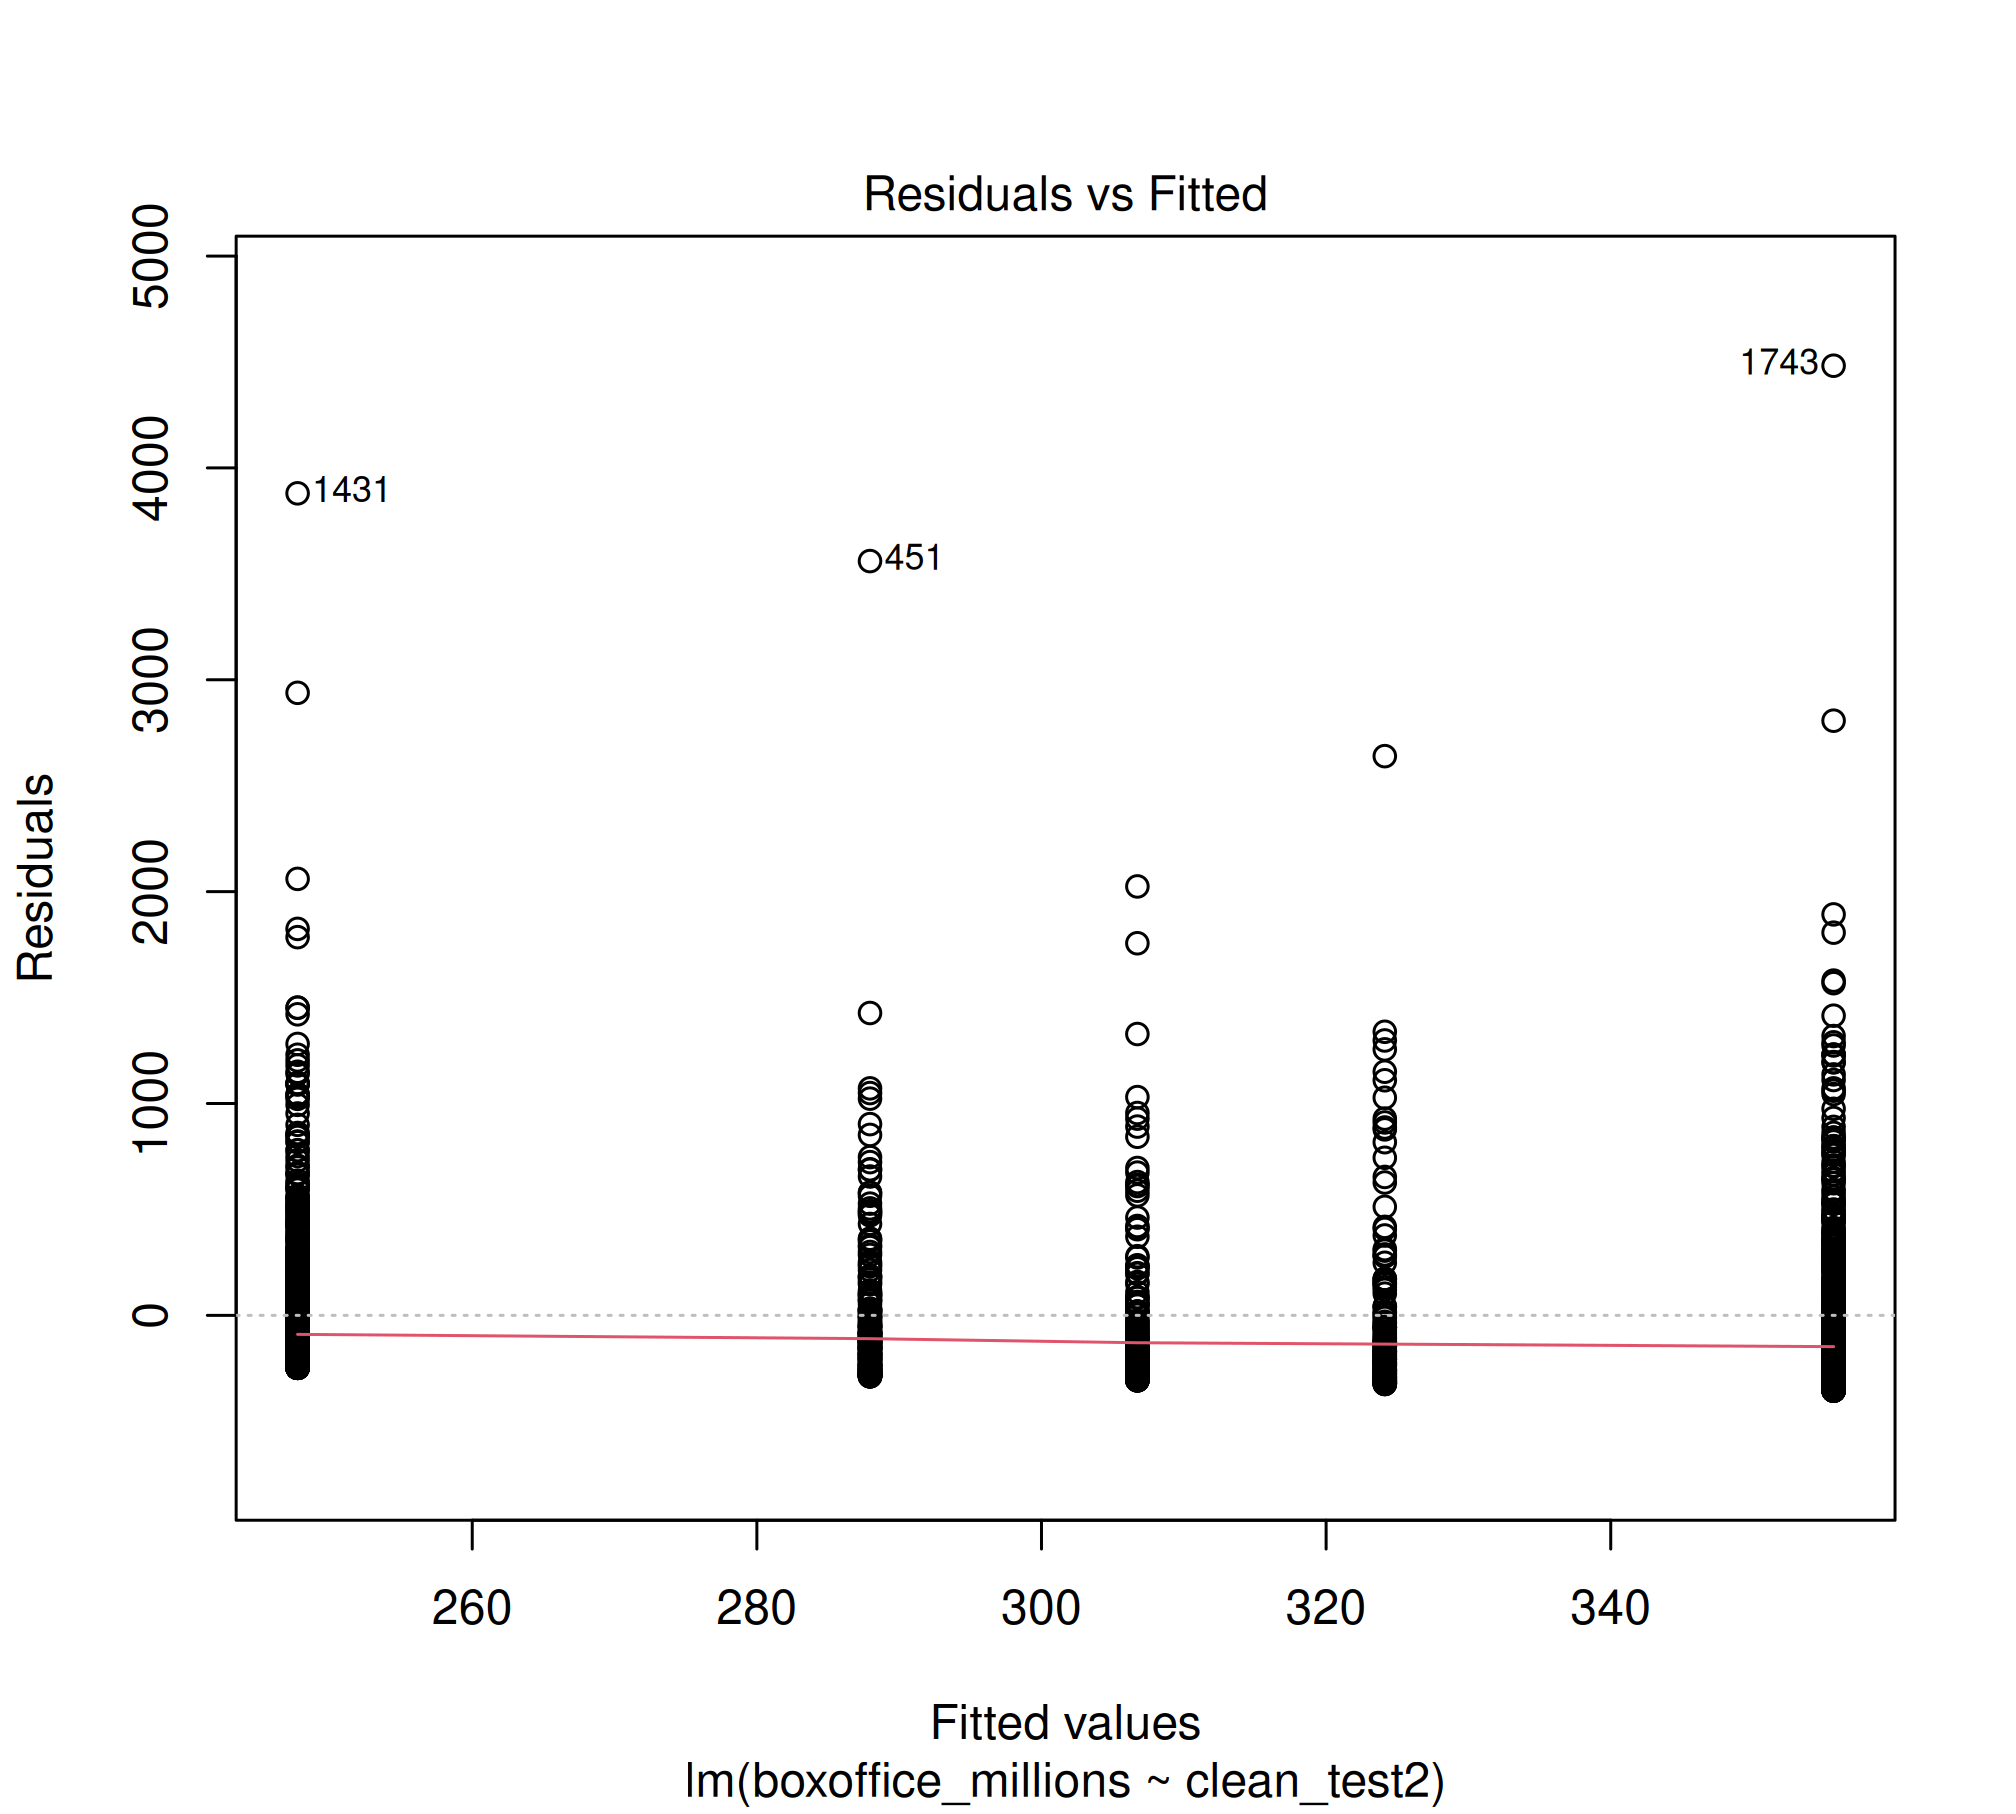 Residuals vs Fitted
5000
4000
3000
2000
1000
0
Residuals
1743
1431
451
260 280 300 320 340
Fitted values
lm(boxoffice_millions ~ clean_test2)